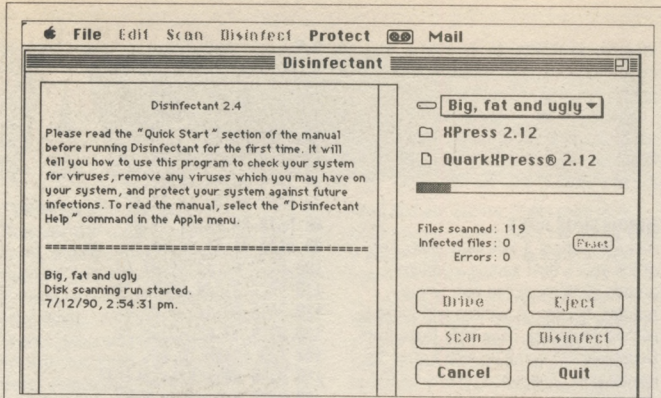 File Edit Scan Disinfect Protect Mail
Disinfectant
Disinfectant 2.4
Please read the "Quick Start" section of the manual
before running Disinfectant for the first time. It will
tell you how to use this program to check your system
for viruses, remove any viruses which you may have on
your system, and protect your system against future
infections. To read the manual, select the "Disinfectant
Help" command in the Apple menu.
==========================================
Big, fat and ugly
Disk scanning run started.
7/12/90, 2:54:31 pm.
Big, fat and ugly
XPress 2.12
QuarkXPress® 2.12
Files scanned: 119
Infected files: 0
Errors: 0
Reset
Drive Eject
Scan Disinfect
Cancel Quit